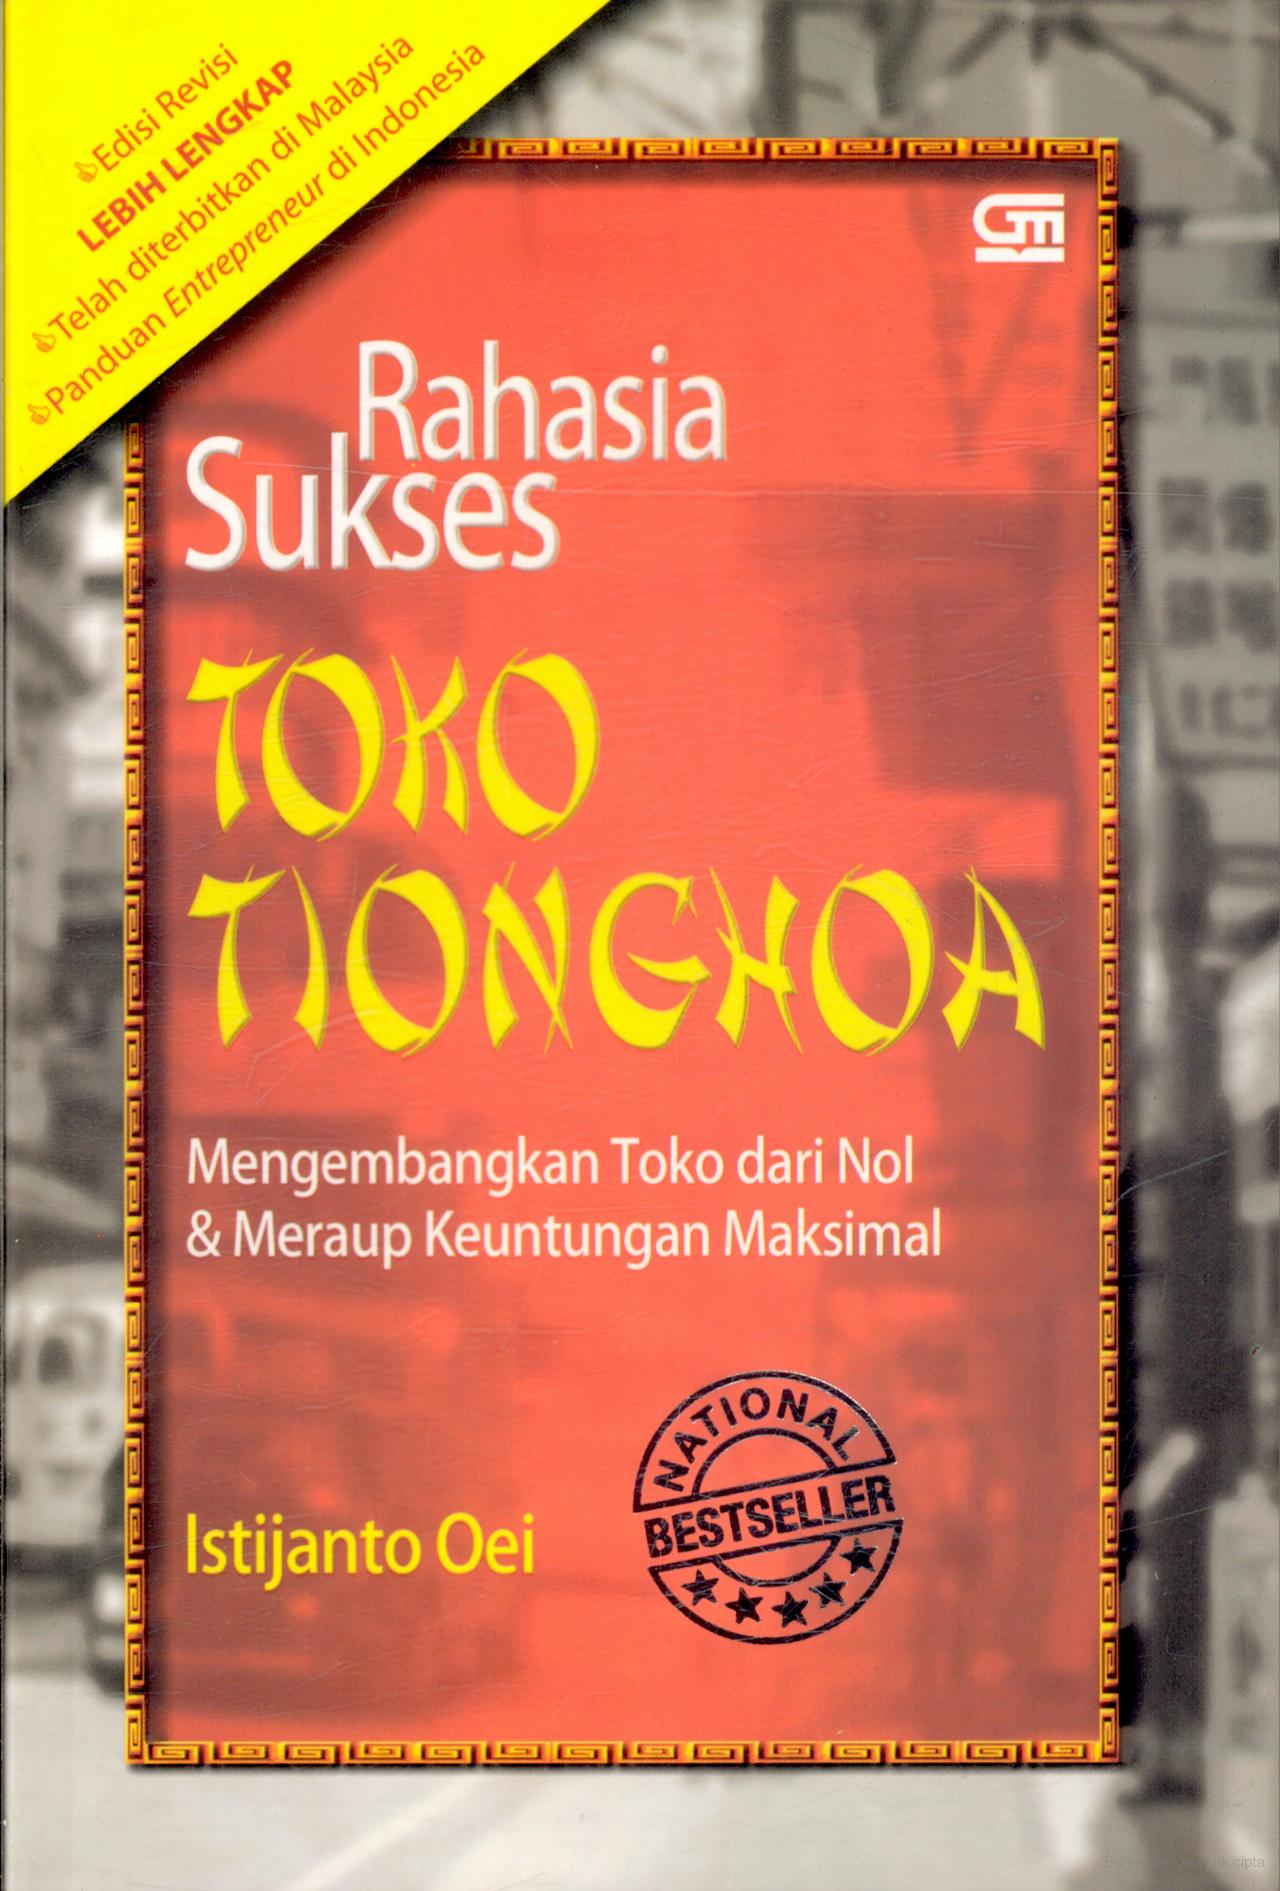 Edisi Revisi
LEBIH LENGKAP
Telah diterbitkan di Malaysia
Panduan Entrepreneur di Indonesia
GM
Rahasia
Sukses
TOKO
TIONGHOA
Mengembangkan Toko dari Nol
& Meraup Keuntungan Maksimal
Istijanto Oei
NATIONAL
BESTSELLER
cipta